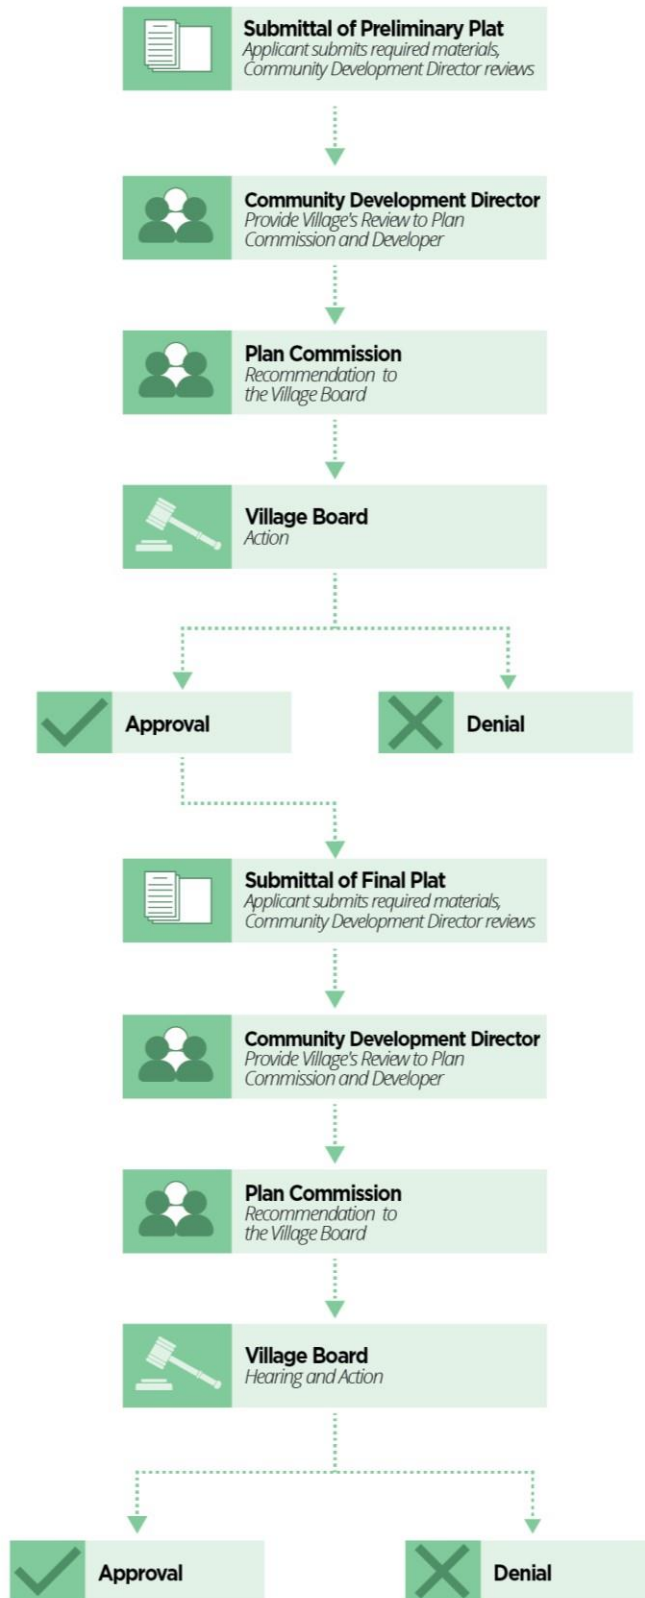 Submittal of Preliminary Plat
Applicant submits required materials,
Community Development Director reviews
Community Development Director
Provide Village's Review to Plan
Commission and Developer
Plan Commission
Recommendation to
the Village Board
Village Board
Action
Approval
Denial
Submittal of Final Plat
Applicant submits required materials,
Community Development Director reviews
Community Development Director
Provide Village's Review to Plan
Commission and Developer
Plan Commission
Recommendation to
the Village Board
Village Board
Hearing and Action
Approval
Denial